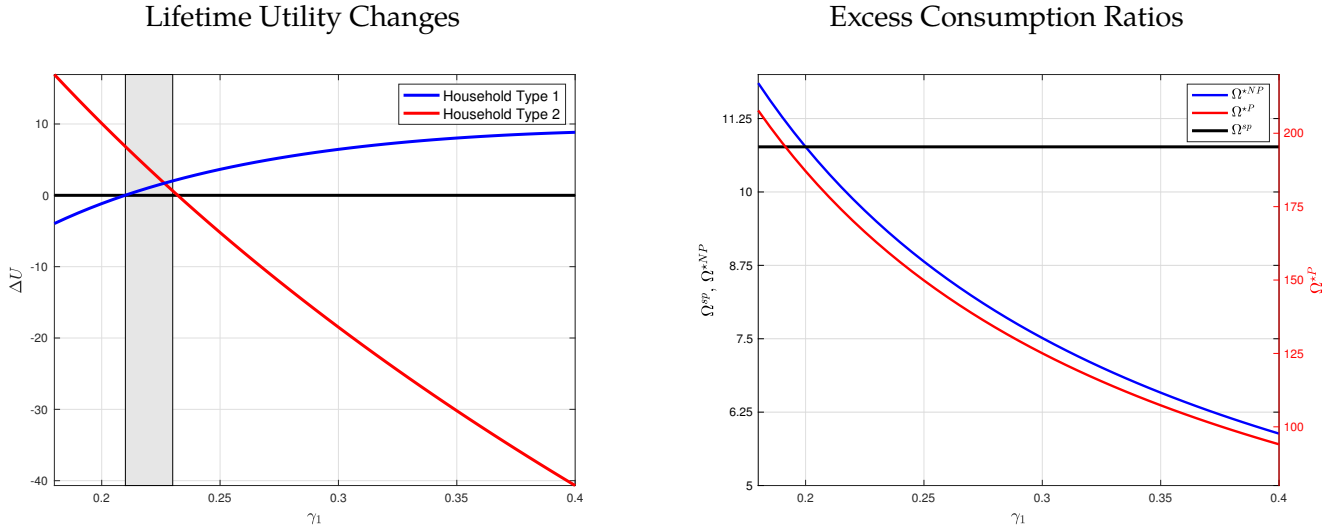 Lifetime Utility Changes
10
0
-10
-20
-30
-40
ΔU
0.2
0.25
0.3
0.35
0.4
γ₁
Household Type 1
Household Type 2
Excess Consumption Ratios
11.25
10
8.75
7.5
6.25
5
Ω^{sp}, Ω^{⋆NP}
0.2
0.25
0.3
0.35
0.4
γ₁
Ω^{⋆NP}
Ω^{⋆P}
Ω^{sp}
200
175
150
125
100
Ω^{⋆P}